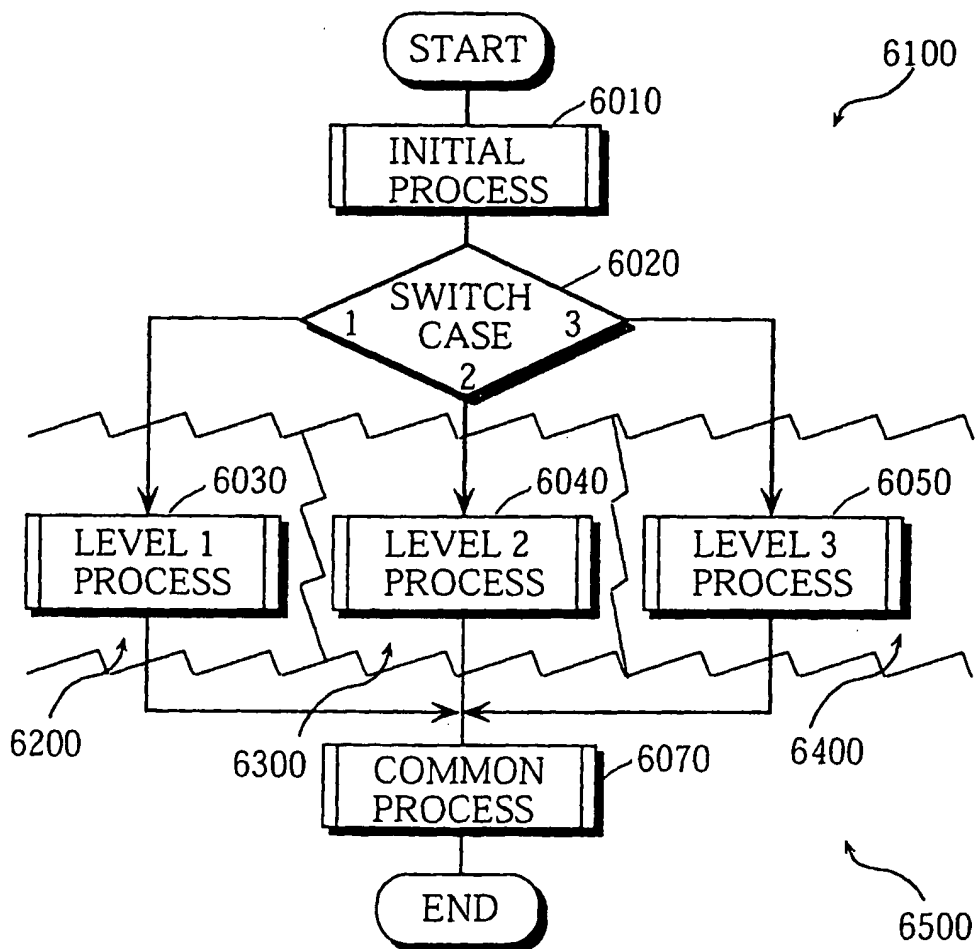 START
6100
6010
INITIAL
PROCESS
6020
SWITCH
CASE
1
3
2
6030
6040
6050
LEVEL 1
PROCESS
LEVEL 2
PROCESS
LEVEL 3
PROCESS
6200
6300
6400
COMMON
PROCESS
6070
END
6500